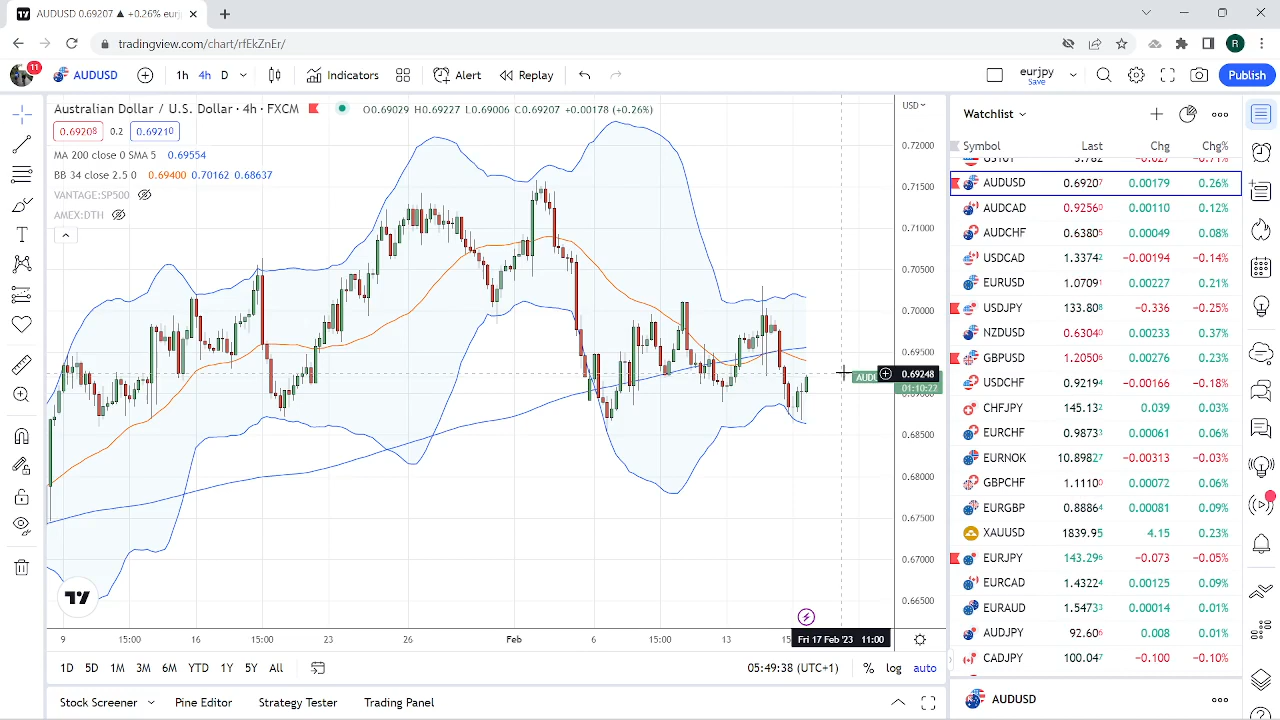 AUDUSD 0.69207 ▲ +0.26% eurj
tradingview.com/chart/rfEkZnEr/
R
11
AUDUSD
1h 4h D
Indicators
Alert
Replay
eurjpy
Save
Publish
Australian Dollar / U.S. Dollar · 4h · FXCM
O0.69029 H0.69227 L0.69006 C0.69207 +0.00178 (+0.26%)
0.69208 0.2 0.69210
MA 200 close 0 SMA 5 0.69554
BB 34 close 2.5 0 0.69400 0.70162 0.68637
VANTAGE:SP500
AMEX:DTH
USD
0.72000
0.71500
0.71000
0.70500
0.70000
0.69500
0.69248
01:10:22
0.68500
0.68000
0.67500
0.67000
0.66500
9 15:00 16 15:00 23 26 Feb 6 15:00 13
Fri 17 Feb '23 11:00
1D 5D 1M 3M 6M YTD 1Y 5Y All
05:49:38 (UTC+1)
% log auto
Stock Screener
Pine Editor
Strategy Tester
Trading Panel
Watchlist
Symbol Last Chg Chg%
AUDUSD 0.69207 0.00179 0.26%
AUDCAD 0.92560 0.00110 0.12%
AUDCHF 0.63805 0.00049 0.08%
USDCAD 1.33742 −0.00194 −0.14%
EURUSD 1.07091 0.00227 0.21%
USDJPY 133.808 −0.336 −0.25%
NZDUSD 0.63040 0.00233 0.37%
GBPUSD 1.20508 0.00276 0.23%
USDCHF 0.92194 −0.00166 −0.18%
CHFJPY 145.132 0.039 0.03%
EURCHF 0.98733 0.00061 0.06%
EURNOK 10.89827 −0.00313 −0.03%
GBPCHF 1.11100 0.00072 0.06%
EURGBP 0.88864 0.00081 0.09%
XAUUSD 1839.95 4.15 0.23%
EURJPY 143.296 −0.073 −0.05%
EURCAD 1.43224 0.00125 0.09%
EURAUD 1.54733 0.00014 0.01%
AUDJPY 92.606 0.008 0.01%
CADJPY 100.047 −0.100 −0.10%
AUDUSD